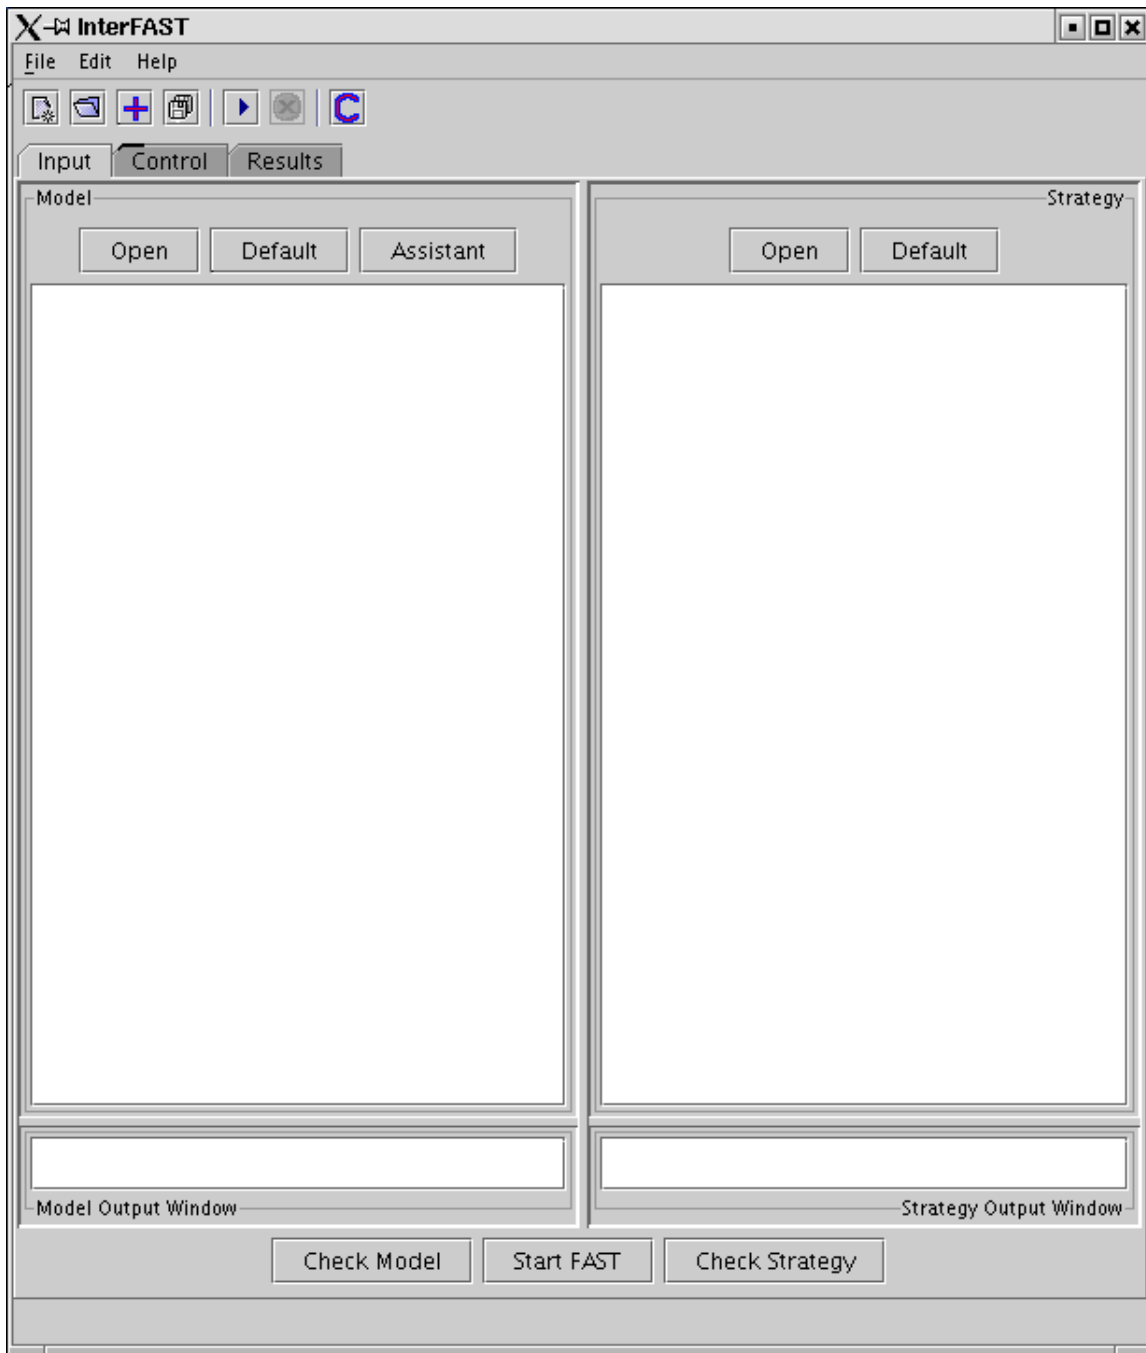 InterFAST
File Edit Help
Input Control Results
Model Strategy
Open Default Assistant Open Default
Model Output Window Strategy Output Window
Check Model Start FAST Check Strategy